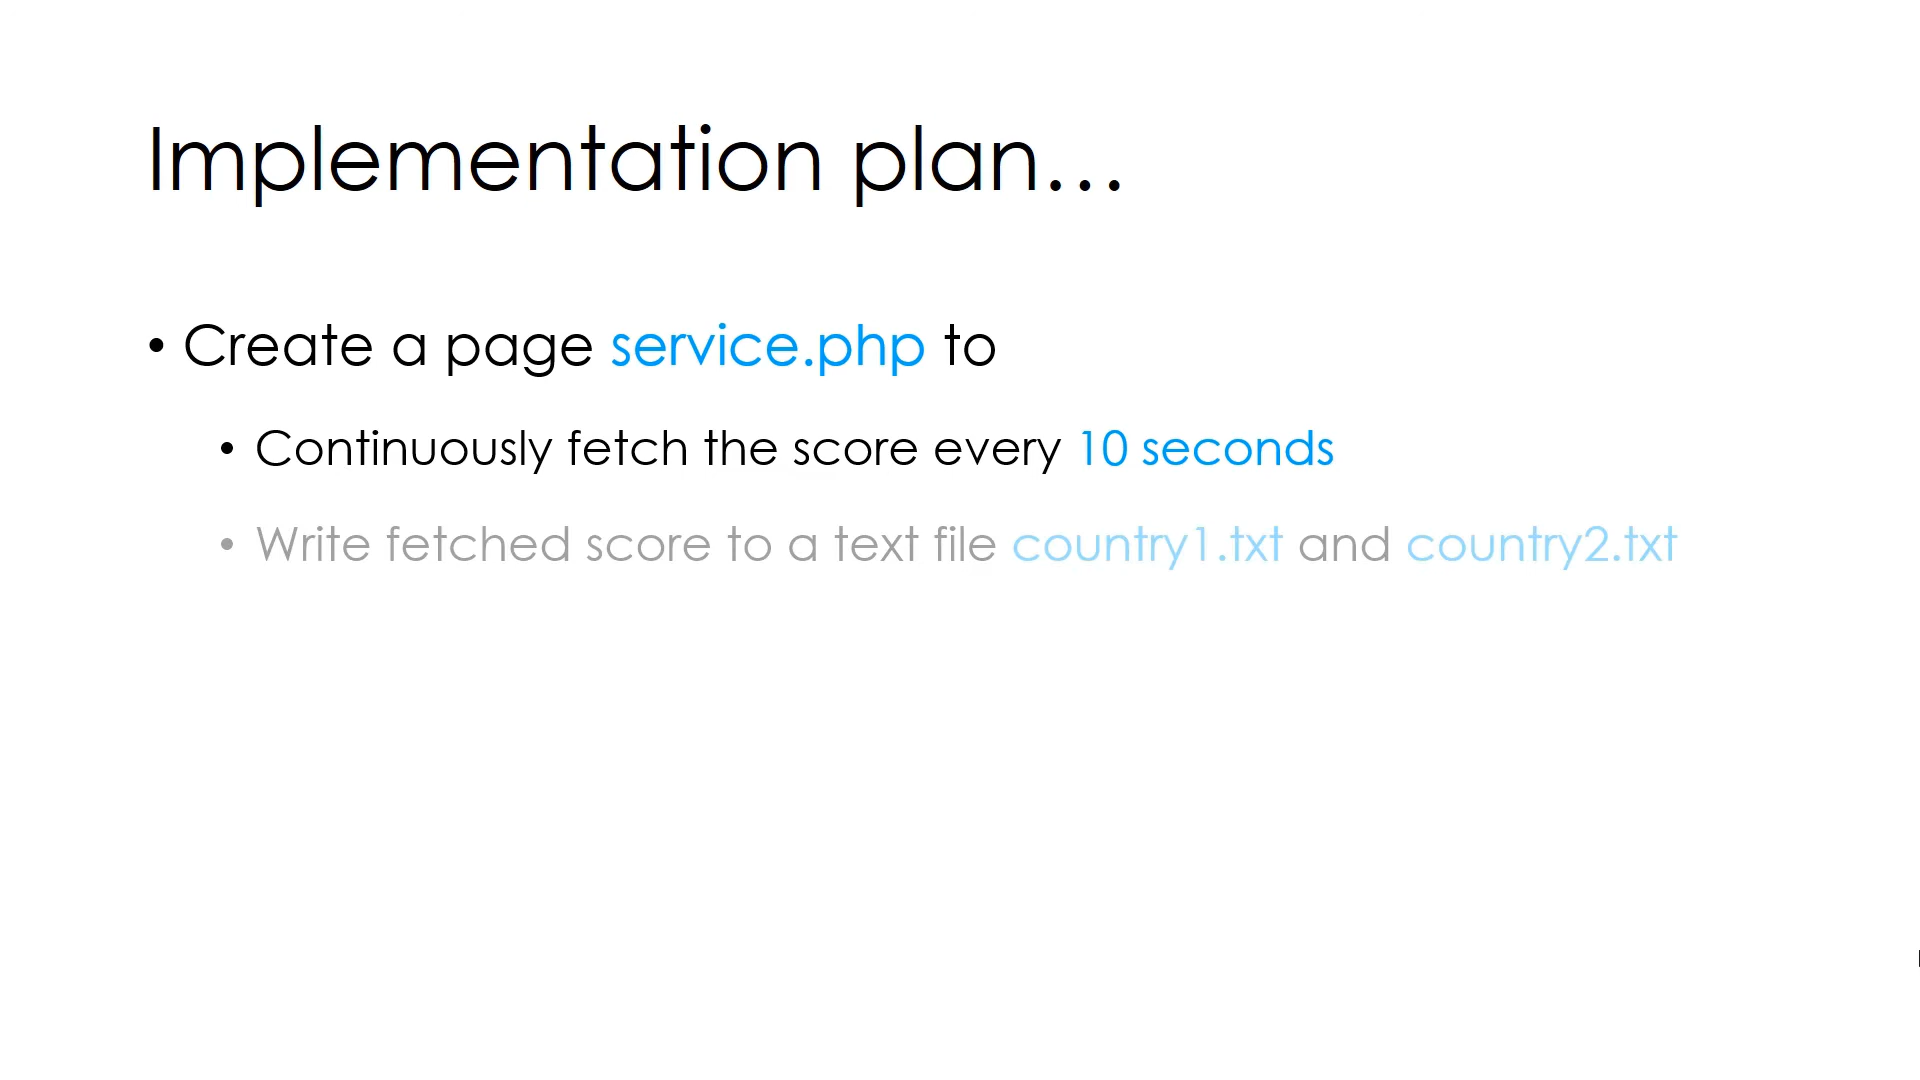 Implementation plan…
• Create a page service.php to
• Continuously fetch the score every 10 seconds
• Write fetched score to a text file country1.txt and country2.txt